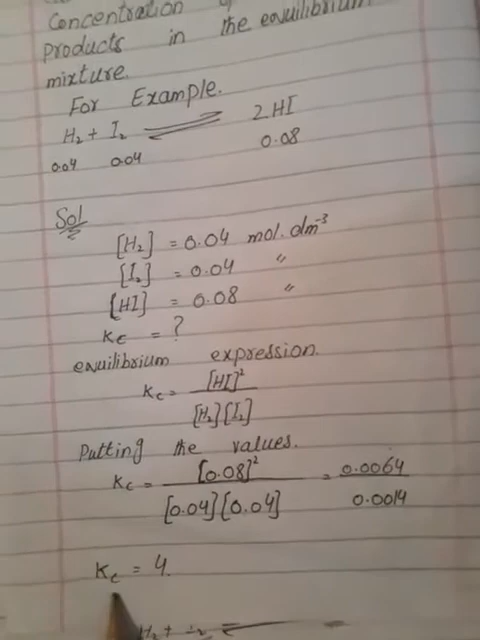 Concentration
products in the equilibrium
mixture.
For Example.
H₂ + I₂ ⇌ 2HI
0.04 0.04 0.08
Sol
[H₂] = 0.04 mol. dm⁻³
[I₂] = 0.04 "
[HI] = 0.08 "
Kc = ?
equilibrium expression.
Kc = [HI]² / [H₂][I₂]
Putting the values.
Kc = [0.08]² / [0.04][0.04] = 0.0064 / 0.0014
Kc = 4.
H₂ + I₂ ⇌